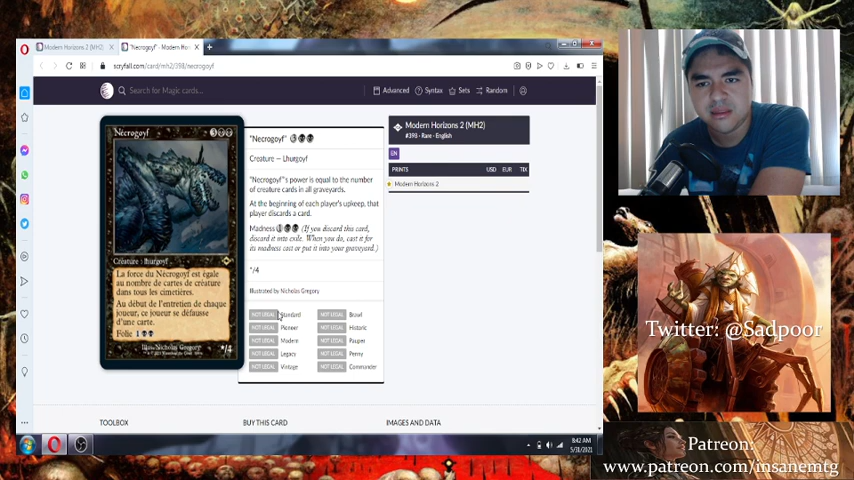 Modern Horizons 2 (MH2)
"Necrogoyf" - Modern Hori
scryfall.com/card/mh2/398/necrogoyf
Search for Magic cards...
Advanced
Syntax
Sets
Random
Nécrogoyf
3
Créature : lhurgoyf
La force du Nécrogoyf est égale
au nombre de cartes de créature
dans tous les cimetières.
Au début de l'entretien de chaque
joueur, ce joueur se défausse
d'une carte.
Folie 1
Illus. Nicholas Gregory
*/4
"Necrogoyf"
Creature — Lhurgoyf
"Necrogoyf"'s power is equal to the number
of creature cards in all graveyards.
At the beginning of each player's upkeep, that
player discards a card.
Madness (If you discard this card,
discard it into exile. When you do, cast it for
its madness cost or put it into your graveyard.)
*/4
Illustrated by Nicholas Gregory
NOT LEGAL Standard NOT LEGAL Brawl
NOT LEGAL Pioneer NOT LEGAL Historic
NOT LEGAL Modern NOT LEGAL Pauper
NOT LEGAL Legacy NOT LEGAL Penny
NOT LEGAL Vintage NOT LEGAL Commander
Modern Horizons 2 (MH2)
#398 · Rare · English
EN
PRINTS USD EUR TIX
Modern Horizons 2
TOOLBOX
BUY THIS CARD
IMAGES AND DATA
8:42 AM
5/31/2021
Twitter: @Sadpoor
Patreon:
www.patreon.com/insanemtg